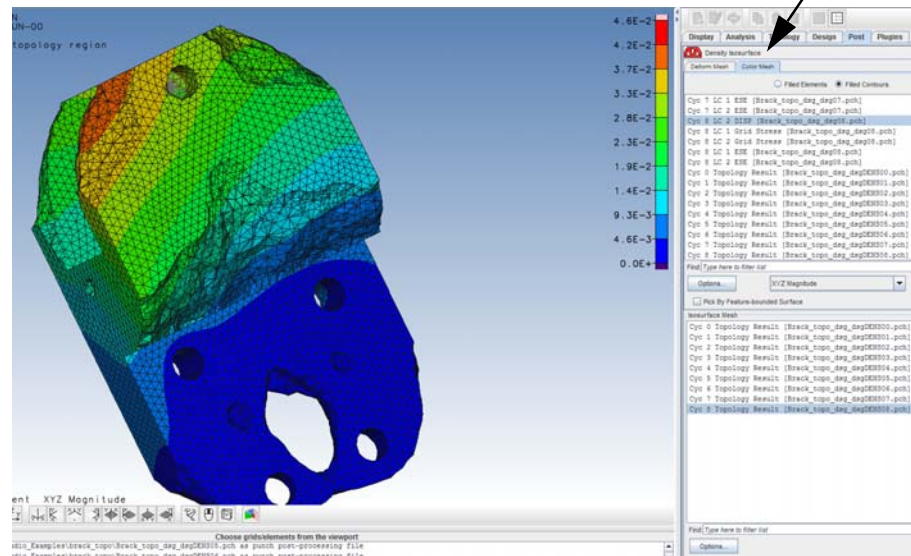 N
UN-00
topology region
4.6E-2
4.2E-2
3.7E-2
3.3E-2
2.8E-2
2.3E-2
1.9E-2
1.4E-2
9.3E-3
4.6E-3
0.0E+
ent XYZ Magnitude
Choose grids/elements from the viewport
Display Analysis Design Post Plugins
Density Isosurface
Deform Mesh Color Mesh
Filled Elements Filled Contours
Cyc 7 LC 1 ESE [Brack_topo_dsg_dsg07.pch]
Cyc 7 LC 2 ESE [Brack_topo_dsg_dsg07.pch]
Cyc 8 LC 2 DISP [Brack_topo_dsg_dsg08.pch]
Cyc 8 LC 1 Grid Stress [Brack_topo_dsg_dsg08.pch]
Cyc 8 LC 2 Grid Stress [Brack_topo_dsg_dsg08.pch]
Cyc 8 LC 1 ESE [Brack_topo_dsg_dsg08.pch]
Cyc 8 LC 2 ESE [Brack_topo_dsg_dsg08.pch]
Cyc 0 Topology Result [Brack_topo_dsg_dsgDENS00.pch]
Cyc 1 Topology Result [Brack_topo_dsg_dsgDENS01.pch]
Cyc 2 Topology Result [Brack_topo_dsg_dsgDENS02.pch]
Cyc 3 Topology Result [Brack_topo_dsg_dsgDENS03.pch]
Cyc 4 Topology Result [Brack_topo_dsg_dsgDENS04.pch]
Cyc 5 Topology Result [Brack_topo_dsg_dsgDENS05.pch]
Cyc 6 Topology Result [Brack_topo_dsg_dsgDENS06.pch]
Cyc 7 Topology Result [Brack_topo_dsg_dsgDENS07.pch]
Cyc 8 Topology Result [Brack_topo_dsg_dsgDENS08.pch]
Find: Type here to filter list
Options... XYZ Magnitude
Pick By Feature-bounded Surface
Isosurface Mesh
Cyc 0 Topology Result [Brack_topo_dsg_dsgDENS00.pch]
Cyc 1 Topology Result [Brack_topo_dsg_dsgDENS01.pch]
Cyc 2 Topology Result [Brack_topo_dsg_dsgDENS02.pch]
Cyc 3 Topology Result [Brack_topo_dsg_dsgDENS03.pch]
Cyc 4 Topology Result [Brack_topo_dsg_dsgDENS04.pch]
Cyc 5 Topology Result [Brack_topo_dsg_dsgDENS05.pch]
Cyc 6 Topology Result [Brack_topo_dsg_dsgDENS06.pch]
Cyc 7 Topology Result [Brack_topo_dsg_dsgDENS07.pch]
Cyc 8 Topology Result [Brack_topo_dsg_dsgDENS08.pch]
Find: Type here to filter list
Options...
dio_Examples\brack_topo\Brack_topo_dsg_dsgDENS05.pch as punch post-processing file